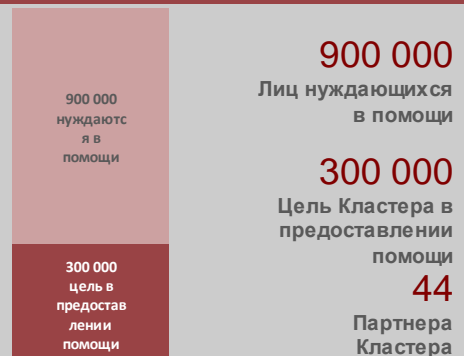 900 000
нуждаютс
я в
помощи
300 000
цель в
предостав
лении
помощи
900 000
Лиц нуждающихся
в помощи
300 000
Цель Кластера в
предоставлении
помощи
44
Партнера
Кластера